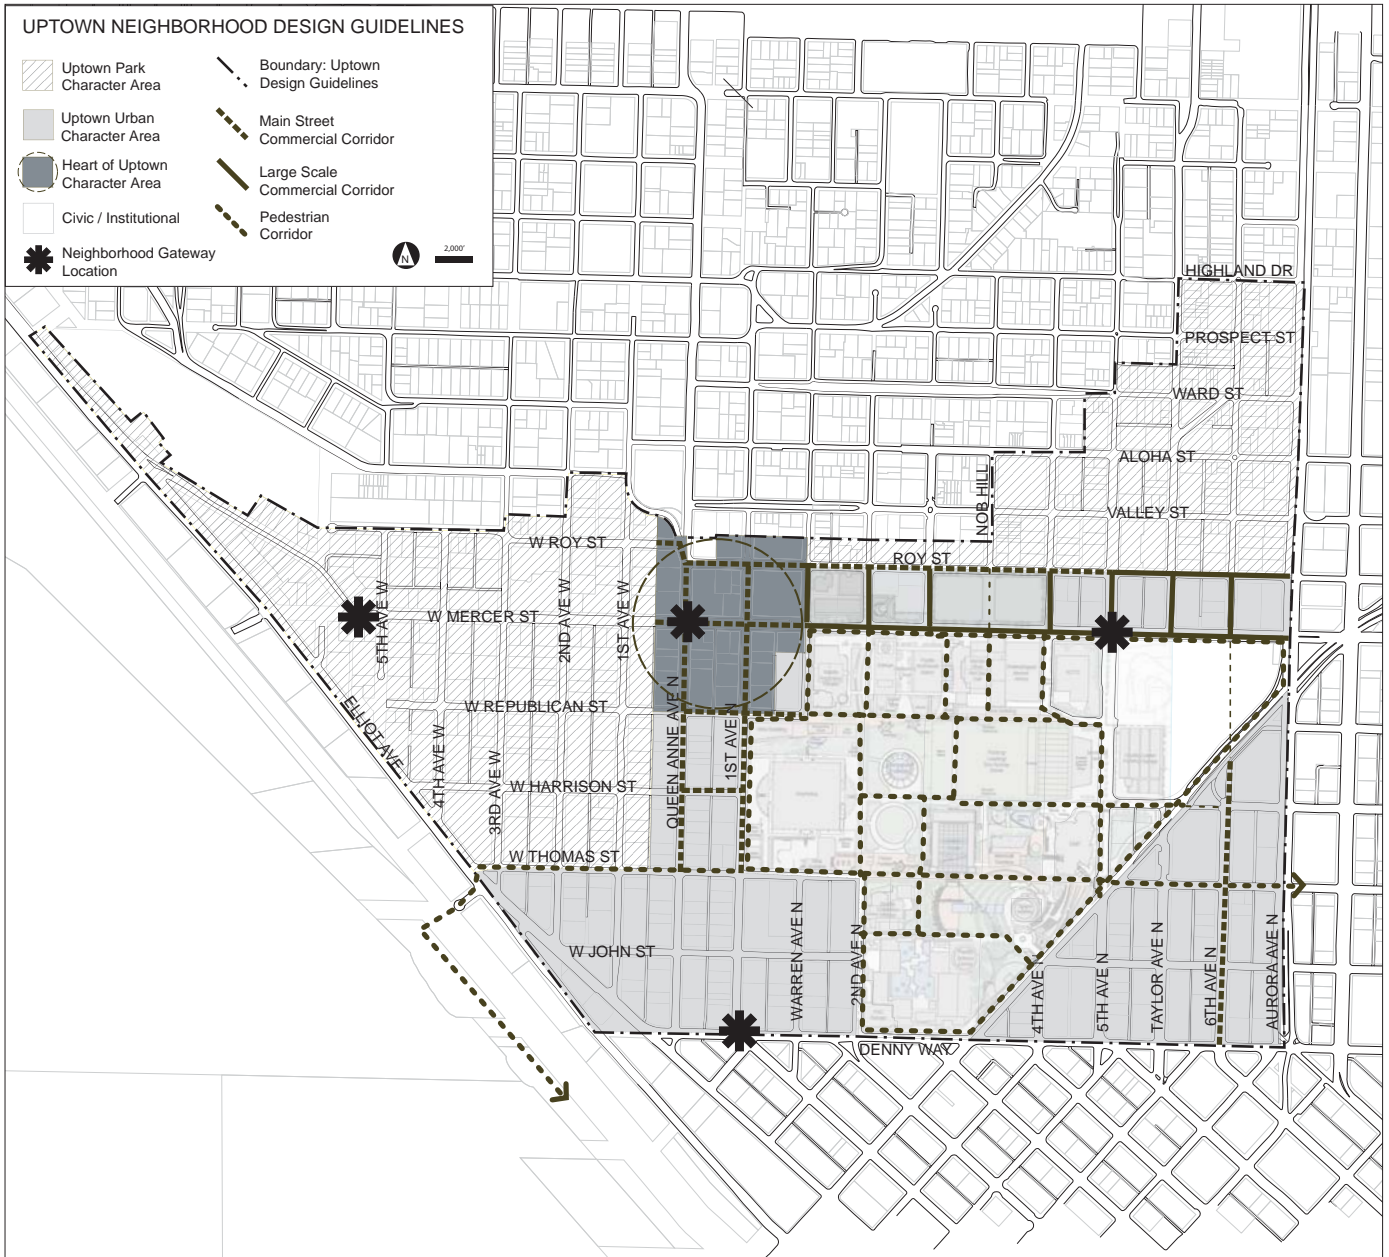 UPTOWN NEIGHBORHOOD DESIGN GUIDELINES
Uptown Park
Character Area
Uptown Urban
Character Area
Heart of Uptown
Character Area
Civic / Institutional
Neighborhood Gateway
Location
Boundary: Uptown
Design Guidelines
Main Street
Commercial Corridor
Large Scale
Commercial Corridor
Pedestrian
Corridor
N
2,000'
HIGHLAND DR
PROSPECT ST
WARD ST
ALOHA ST
NOB HILL
VALLEY ST
W ROY ST
ROY ST
5TH AVE W
2ND AVE W
1ST AVE W
W MERCER ST
W REPUBLICAN ST
QUEEN ANNE AVE N
1ST AVE N
ELLIOT AVE
4TH AVE W
3RD AVE W
W HARRISON ST
W THOMAS ST
W JOHN ST
WARREN AVE N
2ND AVE N
4TH AVE
5TH AVE N
TAYLOR AVE N
6TH AVE N
AURORA AVE N
DENNY WAY